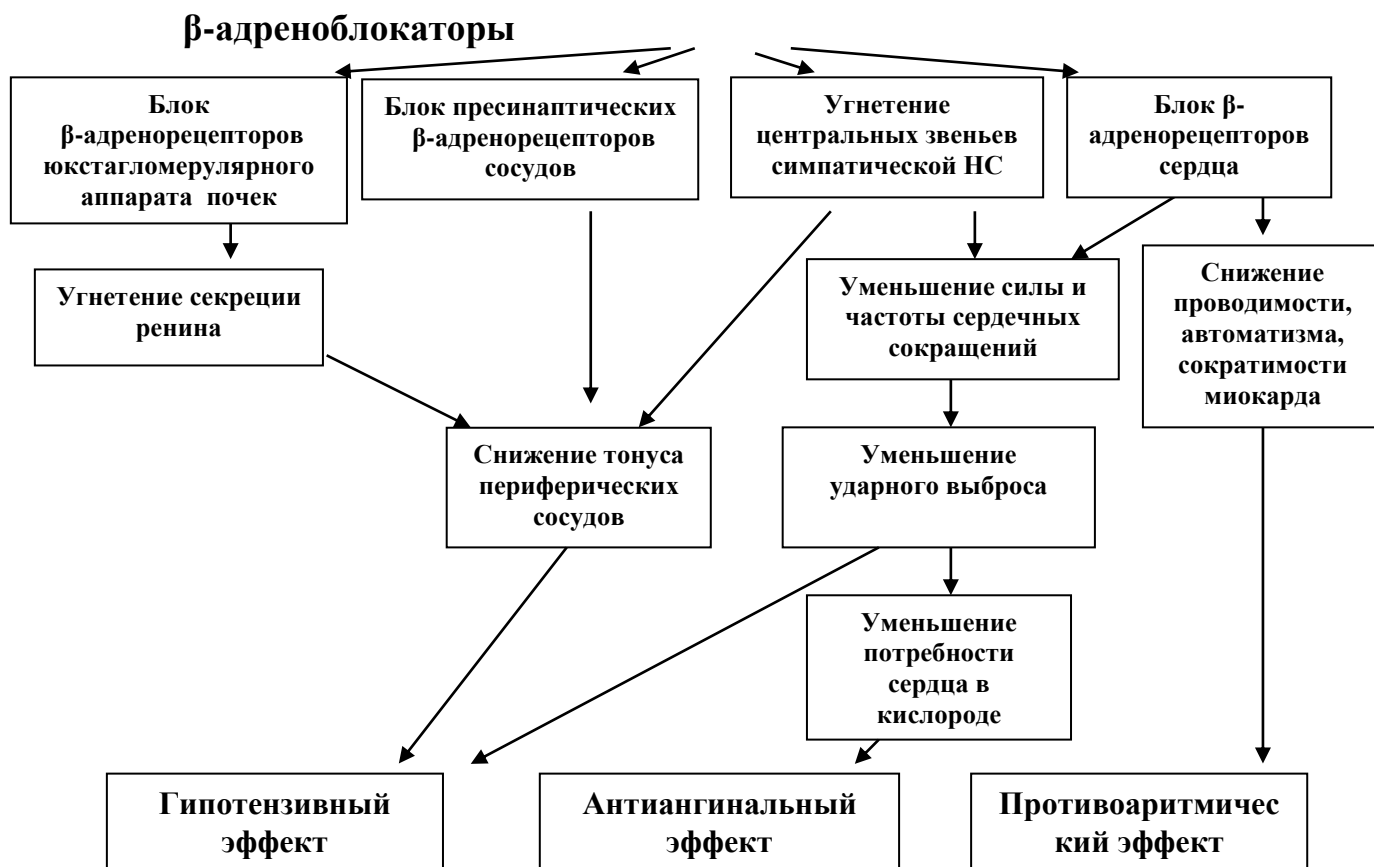 β-адреноблокаторы
Блок
β-адренорецепторов
юкстагломерулярного
аппарата почек
Блок пресинаптических
β-адренорецепторов
сосудов
Угнетение
центральных звеньев
симпатической НС
Блок β-
адренорецепторов
сердца
Угнетение секреции
ренина
Уменьшение силы и
частоты сердечных
сокращений
Снижение
проводимости,
автоматизма,
сократимости
миокарда
Снижение тонуса
периферических
сосудов
Уменьшение
ударного выброса
Уменьшение
потребности
сердца в
кислороде
Гипотензивный
эффект
Антиангинальный
эффект
Противоаритмичес
кий эффект